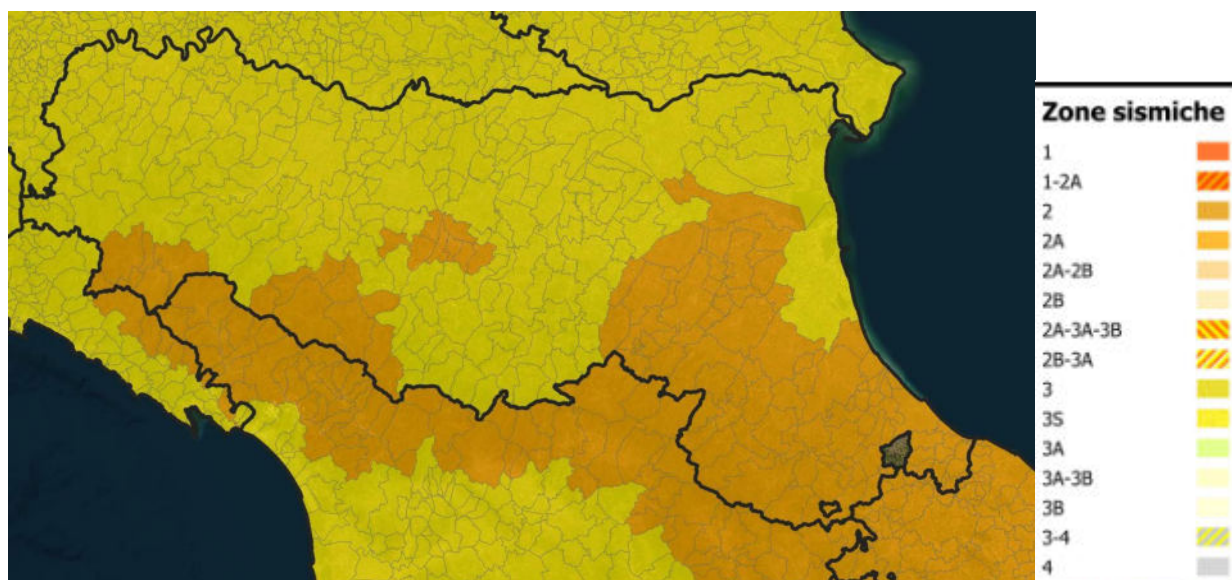 Zone sismiche
1
1-2A
2
2A
2A-2B
2B
2A-3A-3B
2B-3A
3
3S
3A
3A-3B
3B
3-4
4